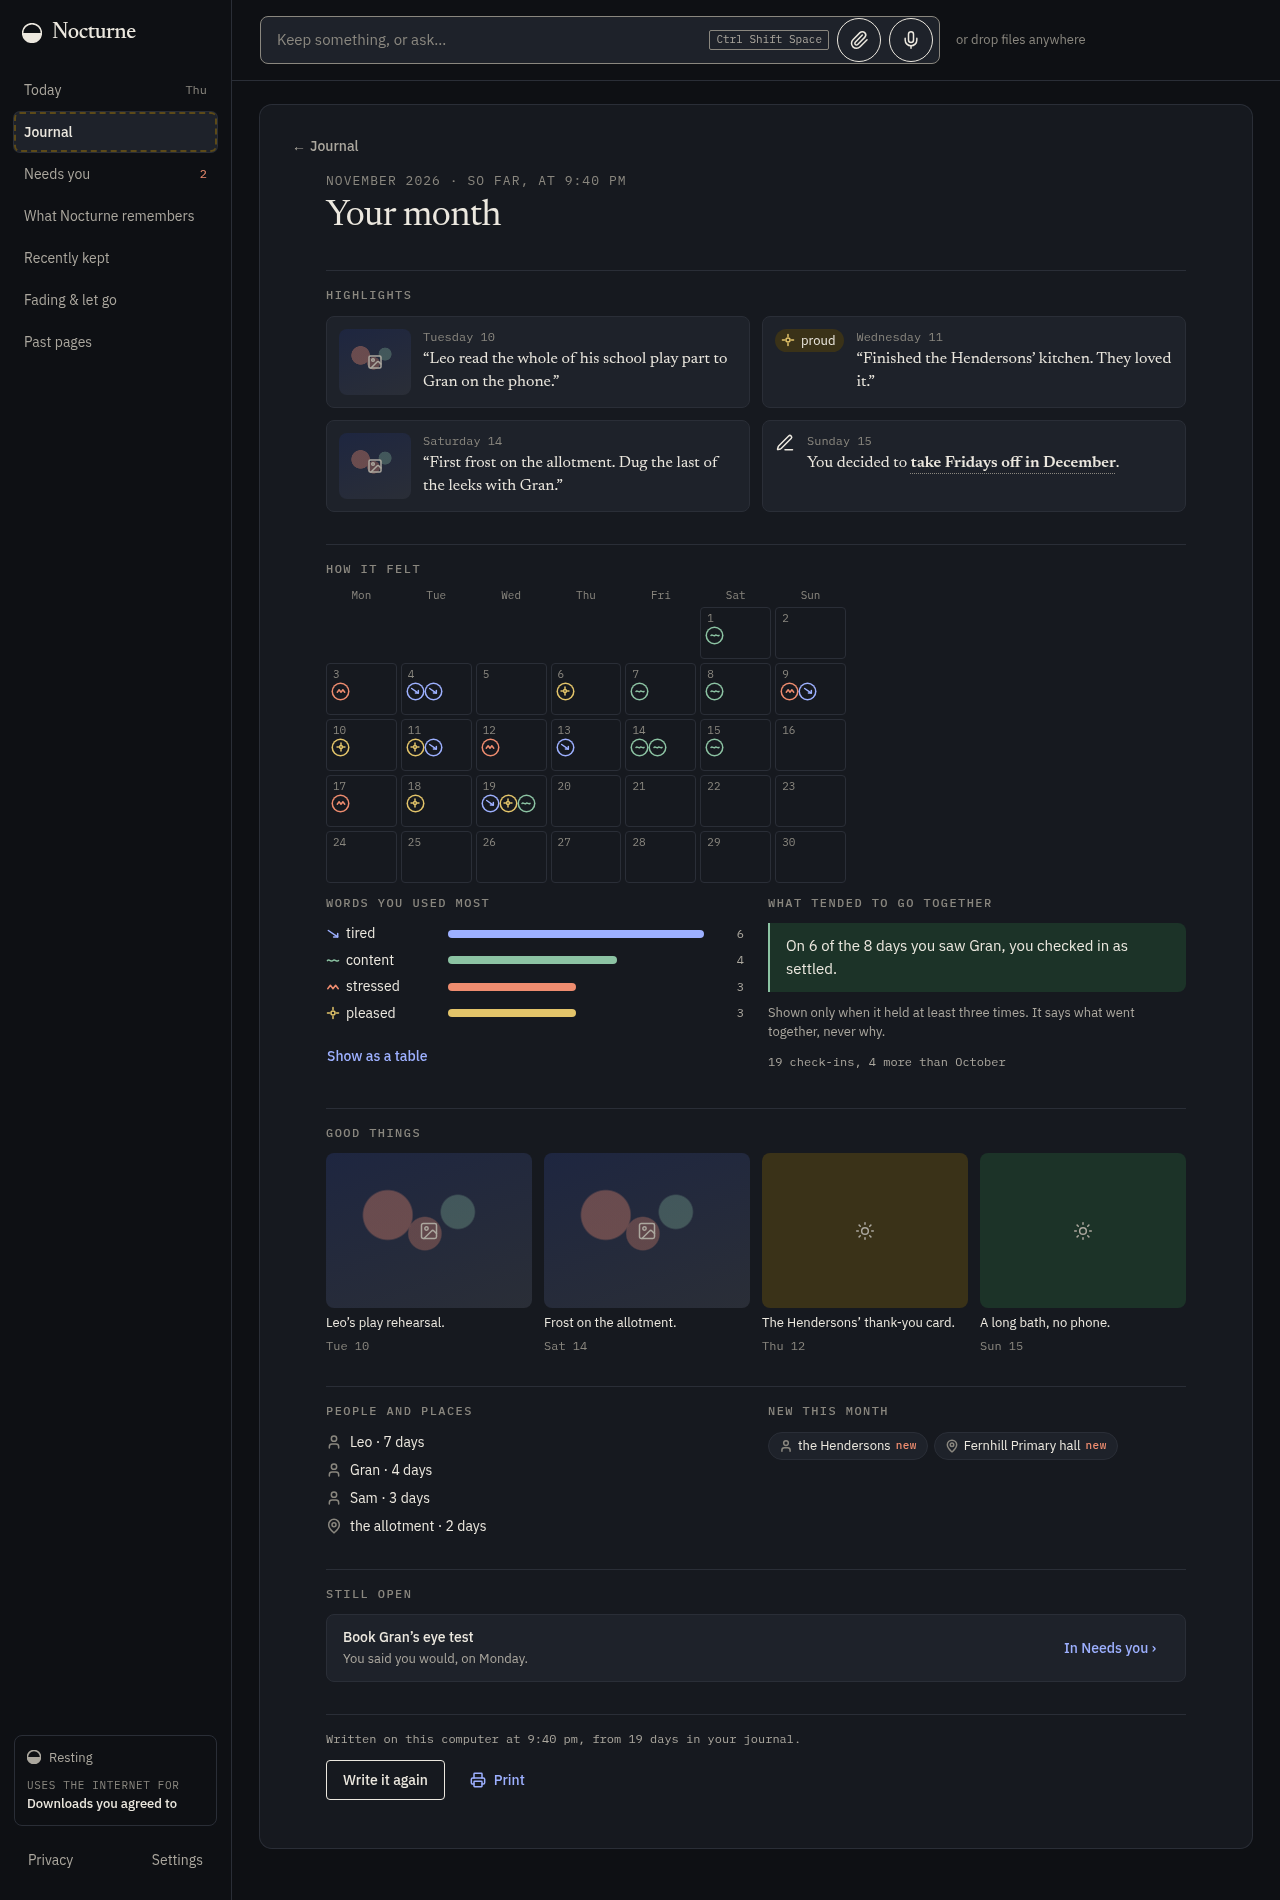 Nocturne
Keep something, or ask...
Ctrl Shift Space
or drop files anywhere
Today
Thu
Journal
Needs you
2
What Nocturne remembers
Recently kept
Fading & let go
Past pages
← Journal
NOVEMBER 2026 · SO FAR, AT 9:40 PM
Your month
HIGHLIGHTS
Tuesday 10
“Leo read the whole of his school play part to
Gran on the phone.”
proud
Wednesday 11
“Finished the Hendersons’ kitchen. They loved
it.”
Saturday 14
“First frost on the allotment. Dug the last of
the leeks with Gran.”
Sunday 15
You decided to take Fridays off in December.
HOW IT FELT
Mon Tue Wed Thu Fri Sat Sun
1 2
3 4 5 6 7 8 9
10 11 12 13 14 15 16
17 18 19 20 21 22 23
24 25 26 27 28 29 30
WORDS YOU USED MOST
tired 6
content 4
stressed 3
pleased 3
Show as a table
WHAT TENDED TO GO TOGETHER
On 6 of the 8 days you saw Gran, you checked in as
settled.
Shown only when it held at least three times. It says what went
together, never why.
19 check-ins, 4 more than October
GOOD THINGS
Leo’s play rehearsal.
Tue 10
Frost on the allotment.
Sat 14
The Hendersons’ thank-you card.
Thu 12
A long bath, no phone.
Sun 15
PEOPLE AND PLACES
Leo · 7 days
Gran · 4 days
Sam · 3 days
the allotment · 2 days
NEW THIS MONTH
the Hendersons new
Fernhill Primary hall new
STILL OPEN
Book Gran’s eye test
You said you would, on Monday.
In Needs you ›
Written on this computer at 9:40 pm, from 19 days in your journal.
Write it again
Print
Resting
USES THE INTERNET FOR
Downloads you agreed to
Privacy
Settings